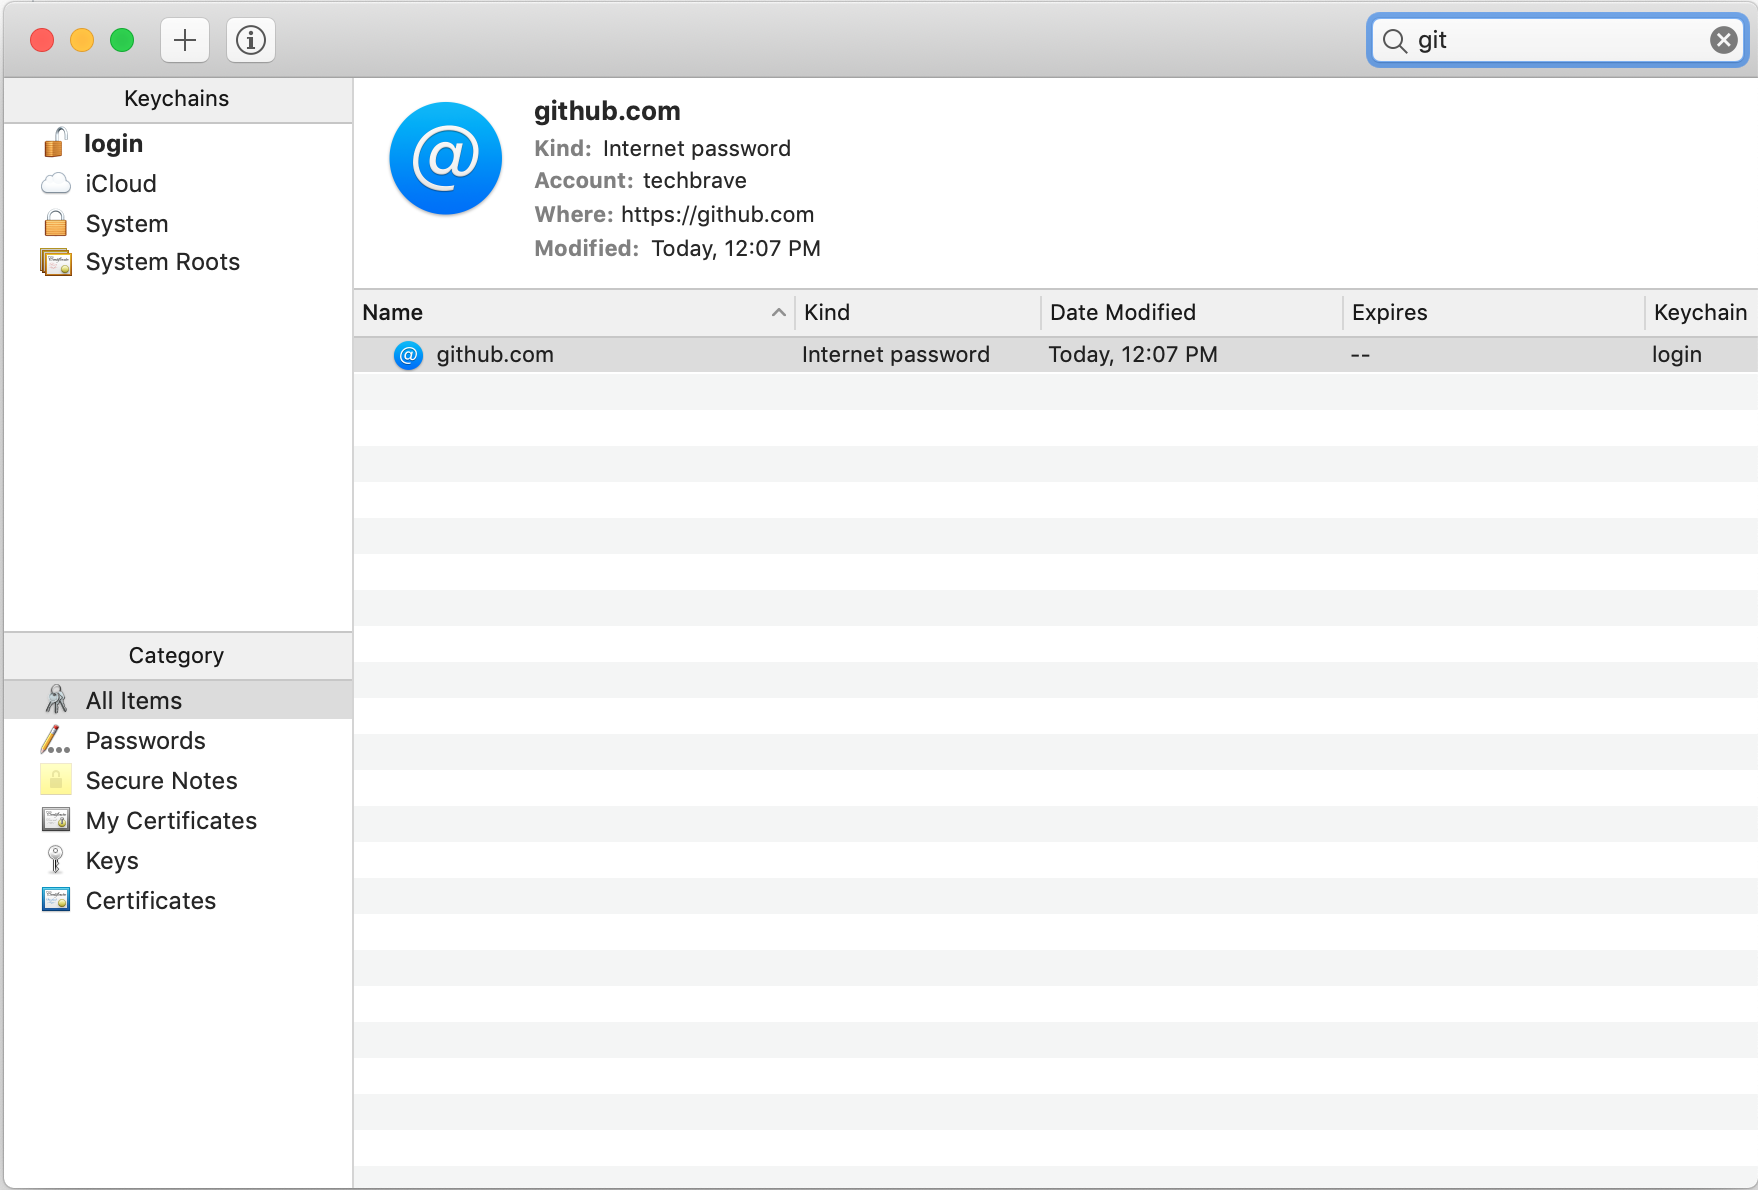 git
Keychains
login
iCloud
System
System Roots
github.com
Kind: Internet password
Account: techbrave
Where: https://github.com
Modified: Today, 12:07 PM
Name Kind Date Modified Expires Keychain
@ github.com Internet password Today, 12:07 PM -- login
Category
All Items
Passwords
Secure Notes
My Certificates
Keys
Certificates